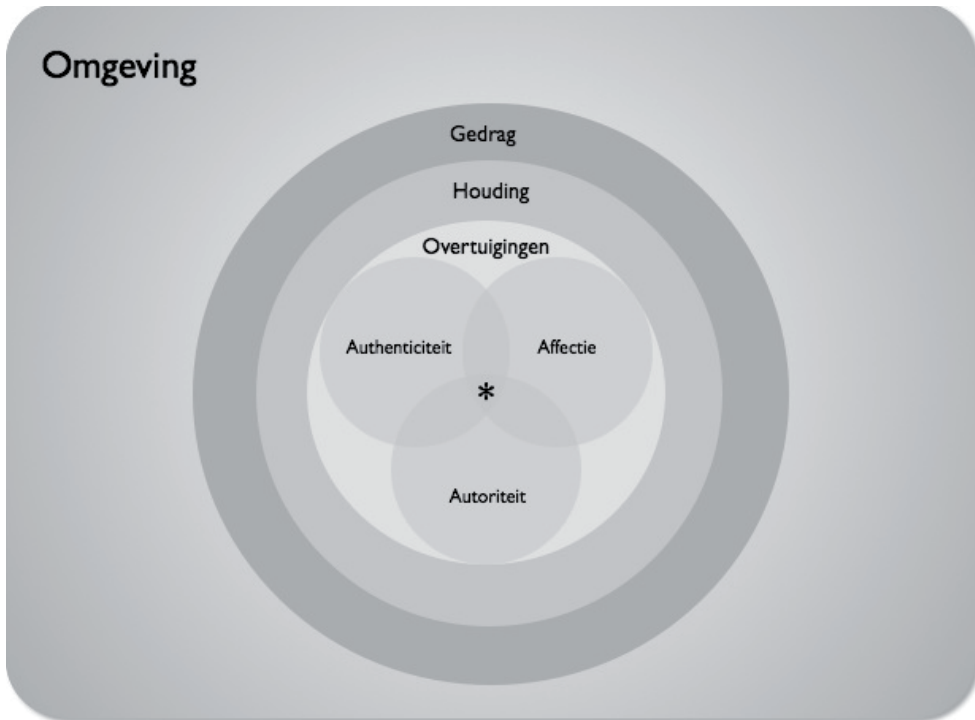 Omgeving
Gedrag
Houding
Overtuigingen
Authenticiteit
Affectie
*
Autoriteit